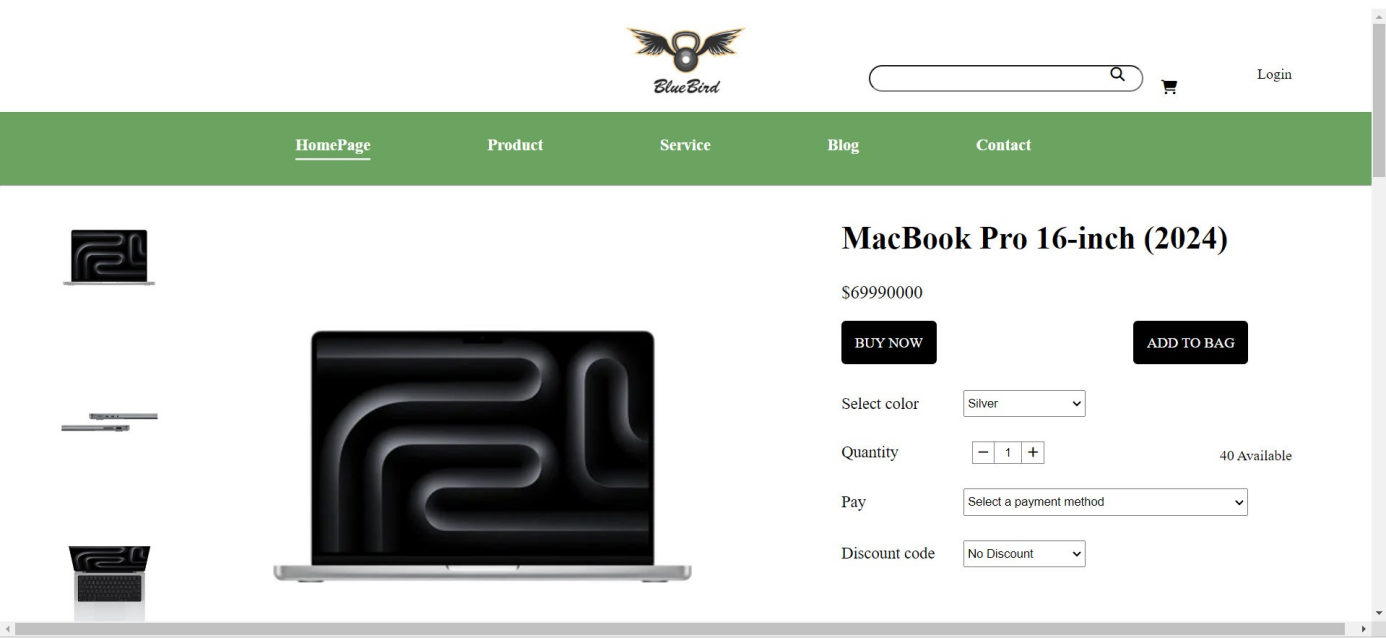 BlueBird
Login
HomePage Product Service Blog Contact
MacBook Pro 16-inch (2024)
$69990000
BUY NOW ADD TO BAG
Select color Silver
Quantity 1 40 Available
Pay Select a payment method
Discount code No Discount